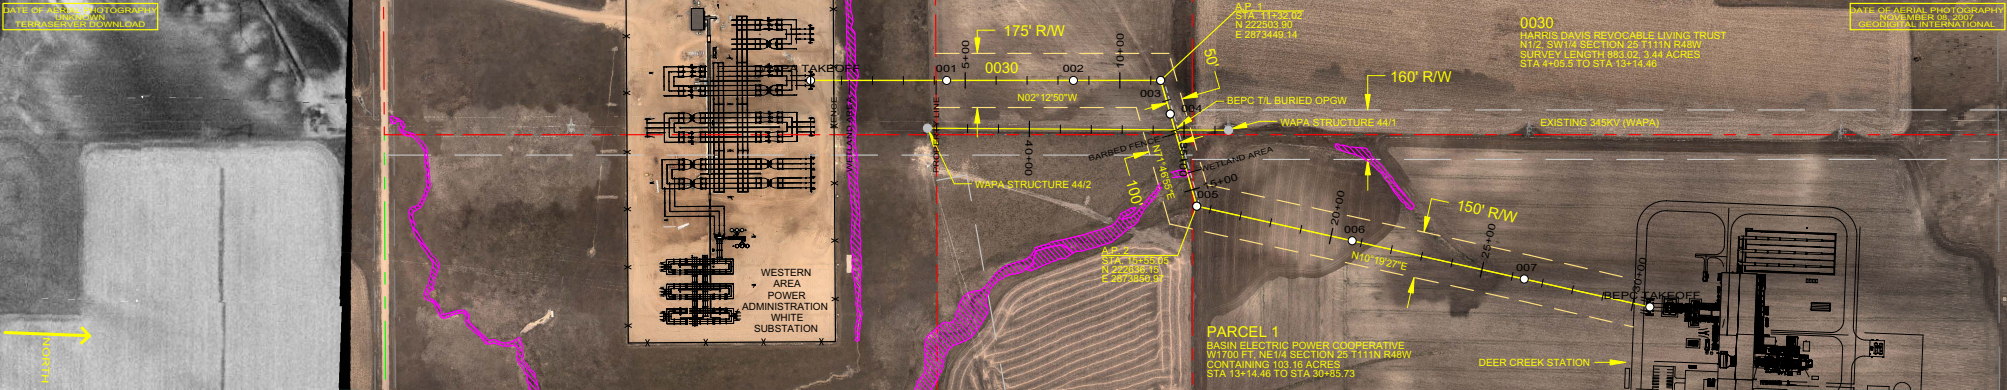 DATE OF AERIAL PHOTOGRAPHY
UNKNOWN
TERRASERVER DOWNLOAD
NORTH
WESTERN
AREA
POWER
ADMINISTRATION
WHITE
SUBSTATION
TAKEOFF
FENCE
WETLAND
LINE
175' R/W
5+00
10+00
001
0030
002
003
004
N02°12'50"W
A.P. 1
STA. 11+32.02
N 222503.90
E 2873449.14
50'
BEPC T/L BURIED OPGW
WAPA STRUCTURE 44/1
40+00
BARBED FENCE
WETLAND AREA
WAPA STRUCTURE 44/2
100'
N71°46'55"E
15+00
005
A.P. 2
STA. 15+55.05
N 222636.15
E 2873850.97
0030
HARRIS DAVIS REVOCABLE LIVING TRUST
N1/2, SW1/4 SECTION 25 T111N R48W
SURVEY LENGTH 883.02, 3.44 ACRES
STA 4+05.5 TO STA 13+14.46
160' R/W
EXISTING 345KV (WAPA)
150' R/W
20+00
006
25+00
N10°19'27"E
007
30+00
BEPC TAKEOFF
PARCEL 1
BASIN ELECTRIC POWER COOPERATIVE
W1700 FT, NE1/4 SECTION 25 T111N R48W
CONTAINING 103.16 ACRES
STA 13+14.46 TO STA 30+85.73
DEER CREEK STATION
DATE OF AERIAL PHOTOGRAPHY
NOVEMBER 08, 2007
GEODIGITAL INTERNATIONAL